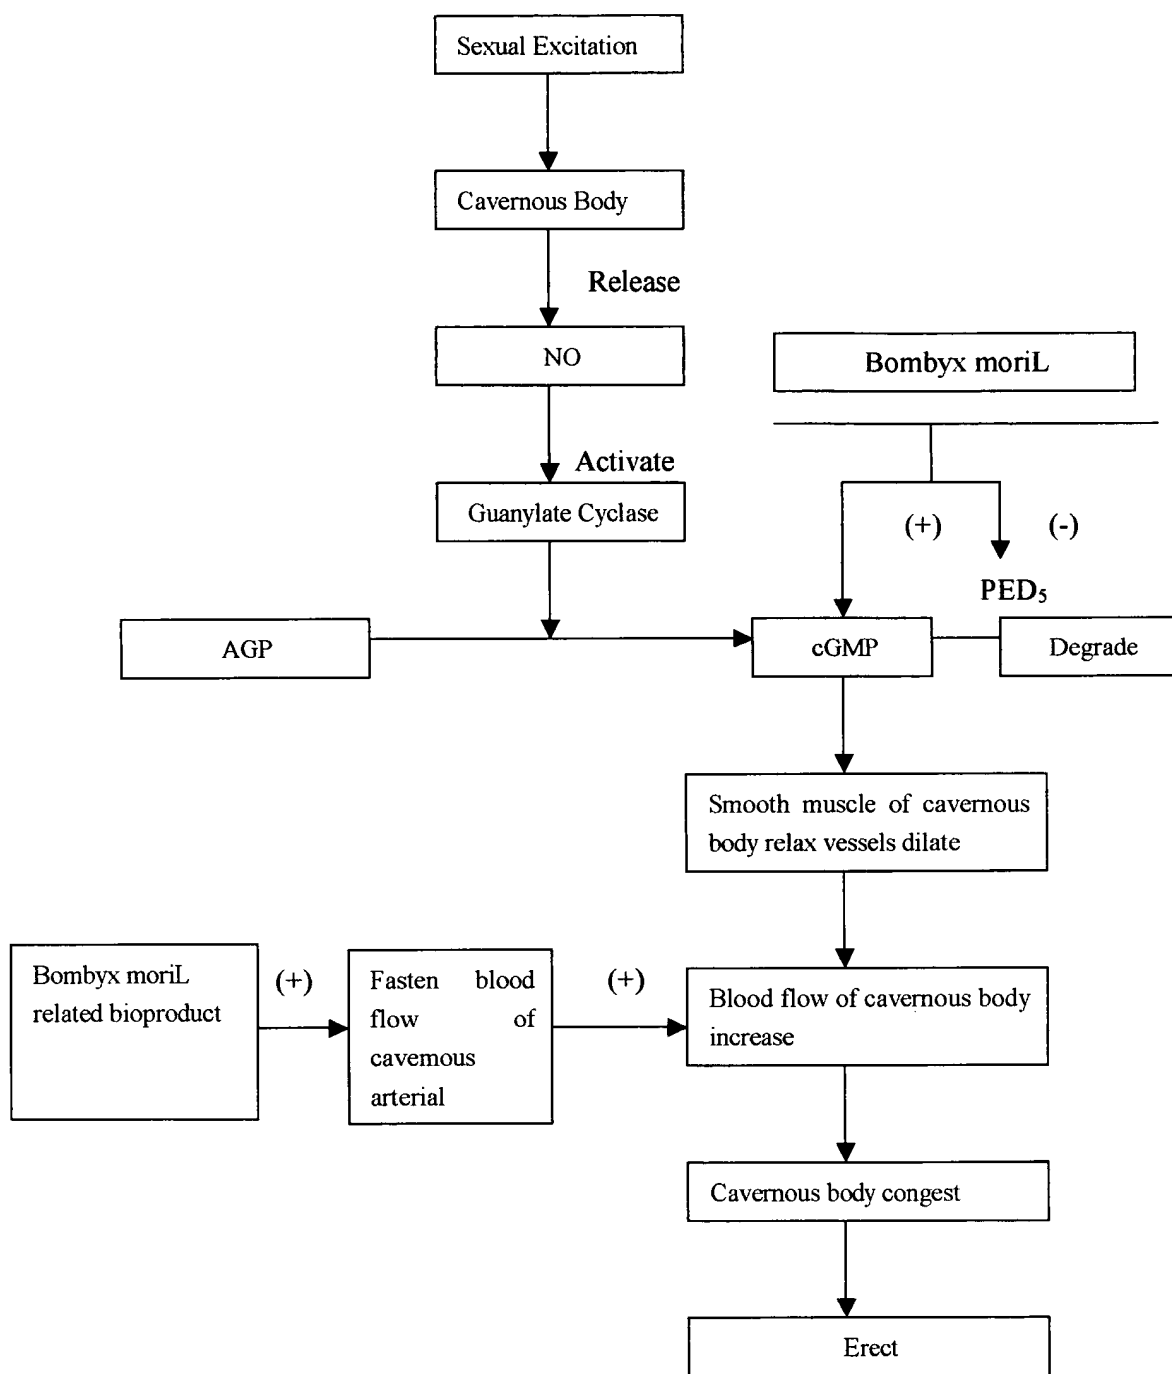 Sexual Excitation
Cavernous Body
Release
NO
Bombyx moriL
Activate
Guanylate Cyclase
(+)
(-)
PED₅
AGP
cGMP
Degrade
Smooth muscle of cavernous
body relax vessels dilate
Bombyx moriL
related bioproduct
(+)
Fasten blood
flow of
cavemous
arterial
(+)
Blood flow of cavernous body
increase
Cavernous body congest
Erect